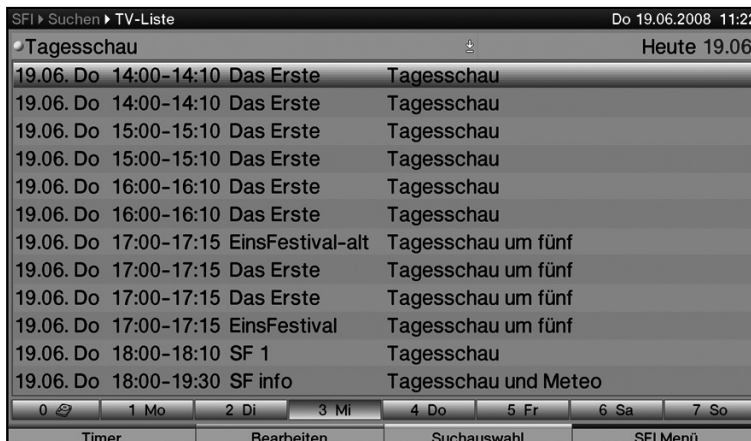 SFI Suchen TV-Liste Do 19.06.2008 11:22
Tagesschau Heute 19.06
19.06. Do 14:00-14:10 Das Erste Tagesschau
19.06. Do 14:00-14:10 Das Erste Tagesschau
19.06. Do 15:00-15:10 Das Erste Tagesschau
19.06. Do 15:00-15:10 Das Erste Tagesschau
19.06. Do 16:00-16:10 Das Erste Tagesschau
19.06. Do 16:00-16:10 Das Erste Tagesschau
19.06. Do 17:00-17:15 EinsFestival-alt Tagesschau um fünf
19.06. Do 17:00-17:15 Das Erste Tagesschau um fünf
19.06. Do 17:00-17:15 Das Erste Tagesschau um fünf
19.06. Do 17:00-17:15 EinsFestival Tagesschau um fünf
19.06. Do 18:00-18:10 SF 1 Tagesschau
19.06. Do 18:00-19:30 SF info Tagesschau und Meteo
0 1 Mo 2 Di 3 Mi 4 Do 5 Fr 6 Sa 7 So
Timer Bearbeiten Suchauswahl SFI Menü